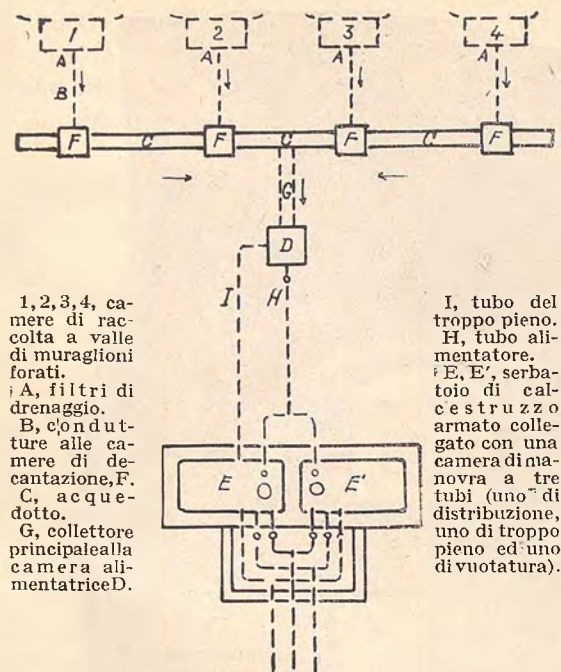 1 2 3 4
A A A A
B
F C F C F C F
G
D
I H
E E'
1, 2, 3, 4, ca-
mere di rac-
colta a valle
di muraglioni
forati.
A, filtri di
drenaggio.
B, condut-
ture alle ca-
mere di de-
cantazione, F.
C, acque-
dotto.
G, collettore
principale alla
camera ali-
mentatrice D.
I, tubo del
troppo pieno.
H, tubo ali-
mentatore.
E, E', serba-
toio di cal-
cestruzzo
armato colle-
gato con una
camera di ma-
novra a tre
tubi (uno di
distribuzione,
uno di troppo
pieno ed uno
di vuotatura).